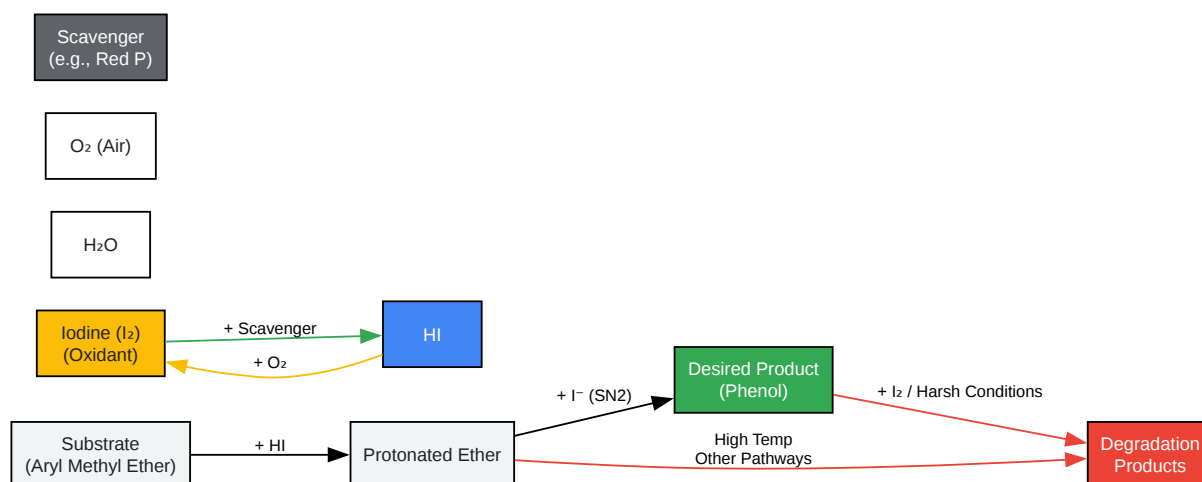 Scavenger
(e.g., Red P)
O₂ (Air)
H₂O
Iodine (I₂)
(Oxidant)
+ Scavenger
+ O₂
HI
Substrate
(Aryl Methyl Ether)
+ HI
Protonated Ether
+ I⁻ (SN2)
Desired Product
(Phenol)
+ I₂ / Harsh Conditions
High Temp
Other Pathways
Degradation
Products